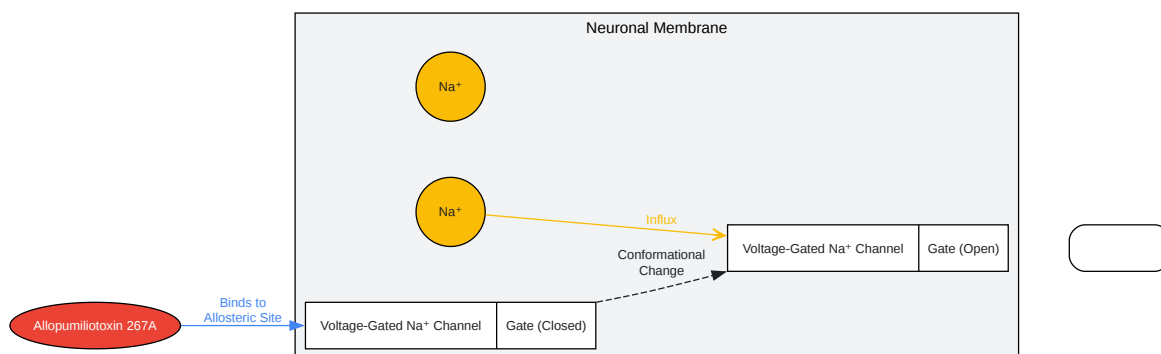 Neuronal Membrane
Na⁺
Na⁺
Influx
Voltage-Gated Na⁺ Channel
Gate (Open)
Conformational
Change
Binds to
Allosteric Site
Allopumiliotoxin 267A
Voltage-Gated Na⁺ Channel
Gate (Closed)